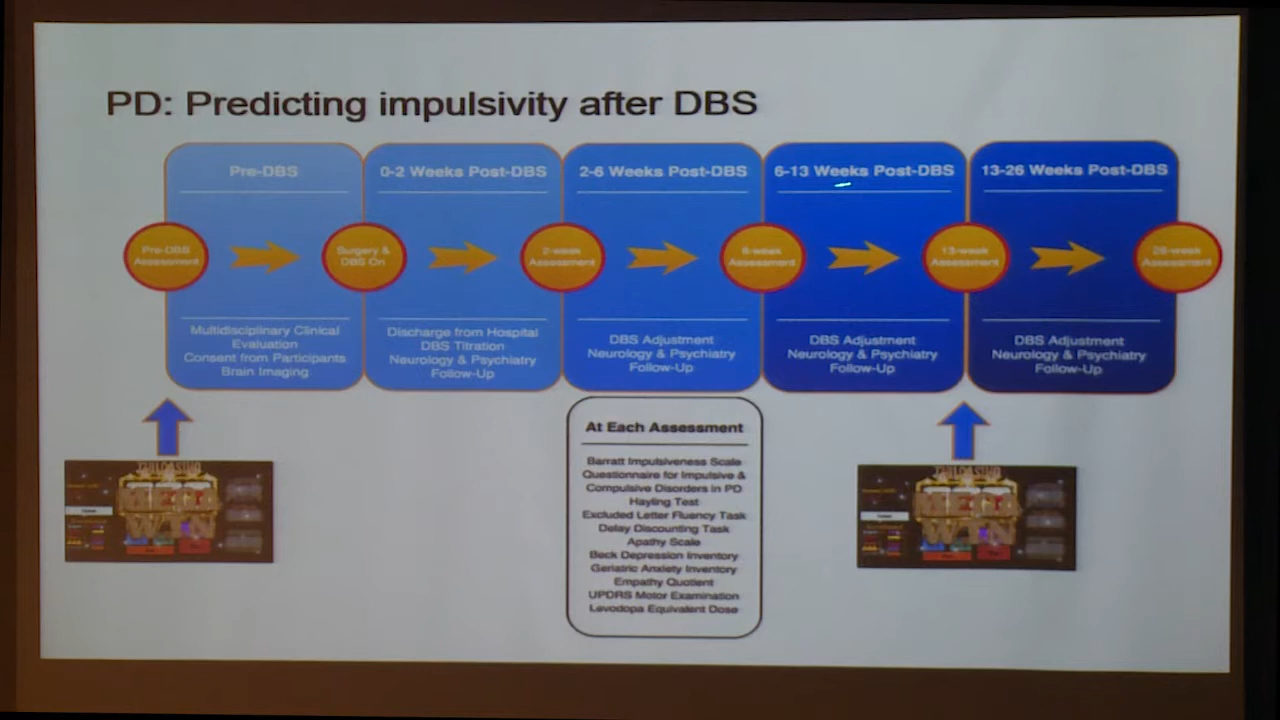 PD: Predicting impulsivity after DBS
Pre-DBS
0-2 Weeks Post-DBS
2-6 Weeks Post-DBS
6-13 Weeks Post-DBS
13-26 Weeks Post-DBS
Pre-DBS
Assessment
Surgery &
DBS On
2-week
Assessment
6-week
Assessment
13-week
Assessment
26-week
Assessment
Multidisciplinary Clinical
Evaluation
Consent from Participants
Brain Imaging
Discharge from Hospital
DBS Titration
Neurology & Psychiatry
Follow-Up
DBS Adjustment
Neurology & Psychiatry
Follow-Up
DBS Adjustment
Neurology & Psychiatry
Follow-Up
DBS Adjustment
Neurology & Psychiatry
Follow-Up
At Each Assessment
Barratt Impulsiveness Scale
Questionnaire for Impulsive &
Compulsive Disorders in PD
Hayling Test
Excluded Letter Fluency Task
Delay Discounting Task
Apathy Scale
Beck Depression Inventory
Geriatric Anxiety Inventory
Empathy Quotient
UPDRS Motor Examination
Levodopa Equivalent Dose
MEGA
WIN
MEGA
WIN